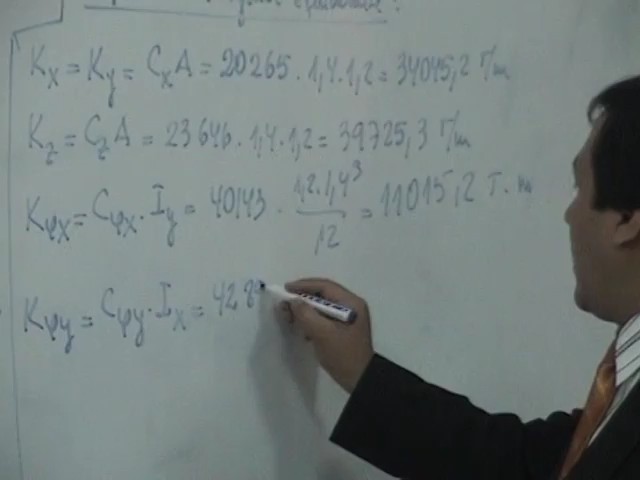 Kx = Ky = CxA = 20265 · 1,4 · 1,2 = 34045,2 T/m
Kz = CzA = 23646 · 1,4 · 1,2 = 39725,3 T/m
Kφx = Cφx · Iy = 40143 · 1,2 · 1,4³ / 12 = 11015,2 T. m
Kφy = Cφy · Ix = 428